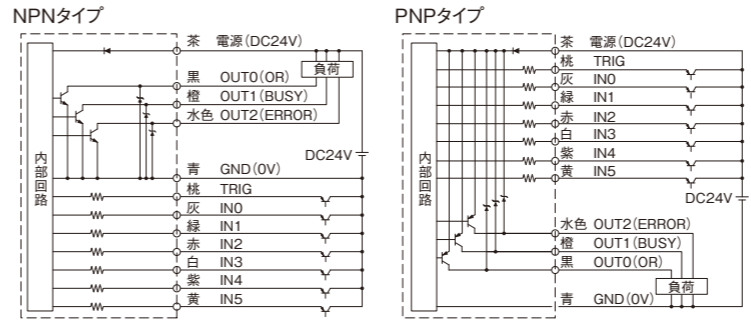 NPNタイプ
茶 電源(DC24V)
負荷
黒 OUT0(OR)
橙 OUT1(BUSY)
水色 OUT2(ERROR)
DC24V
内部回路
青 GND(0V)
桃 TRIG
灰 IN0
緑 IN1
赤 IN2
白 IN3
紫 IN4
黄 IN5
PNPタイプ
茶 電源(DC24V)
桃 TRIG
灰 IN0
緑 IN1
赤 IN2
白 IN3
紫 IN4
黄 IN5
内部回路
DC24V
水色 OUT2(ERROR)
橙 OUT1(BUSY)
黒 OUT0(OR)
負荷
青 GND(0V)